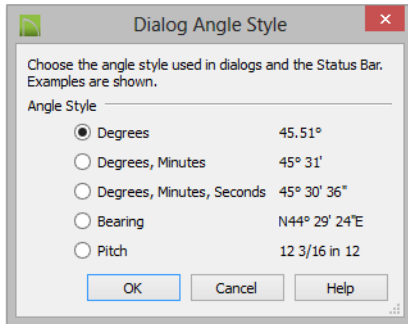 Dialog Angle Style
Choose the angle style used in dialogs and the Status Bar.
Examples are shown.
Angle Style
Degrees 45.51°
Degrees, Minutes 45° 31'
Degrees, Minutes, Seconds 45° 30' 36"
Bearing N44° 29' 24"E
Pitch 12 3/16 in 12
OK Cancel Help